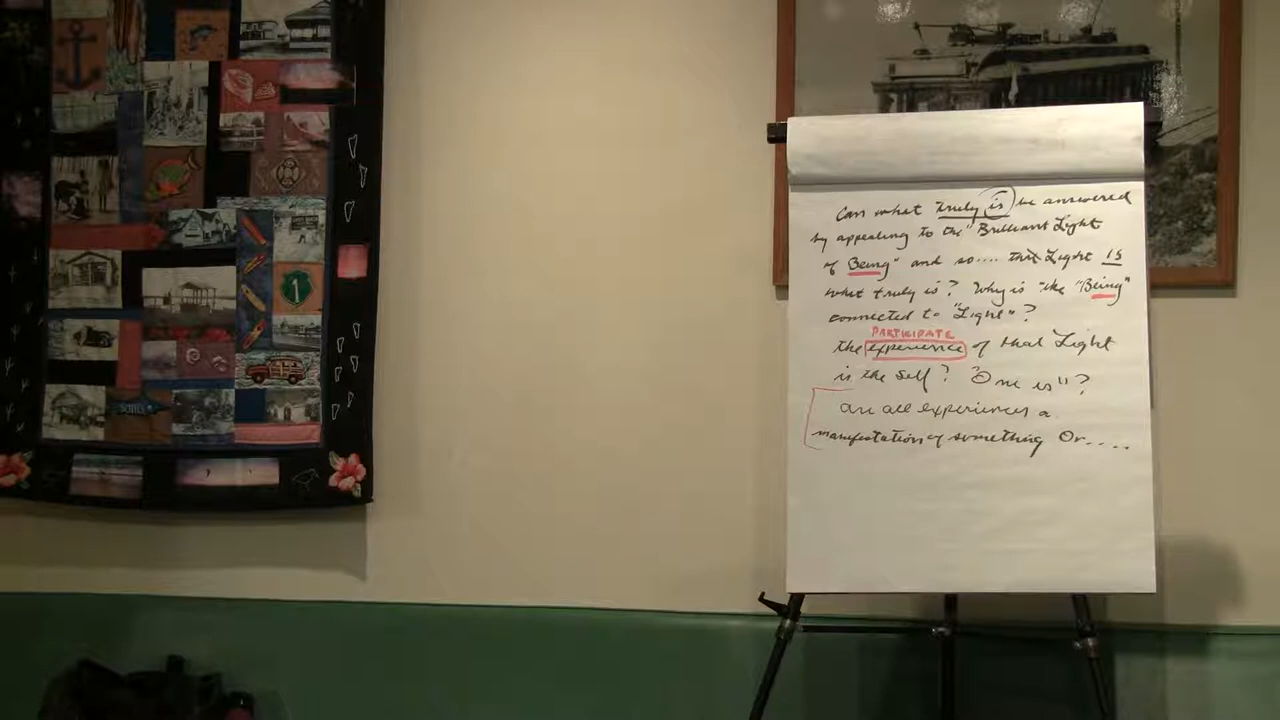 Can what truly is be answered
by appealing to the "Brilliant Light
of Being" and so.... this Light is
what truly is? Why is "the "Being"
connected to "Light"?
PARTICIPATE
the experience of that Light
is the self? "One is"?
are all experiences a
manifestation of something Or....
1